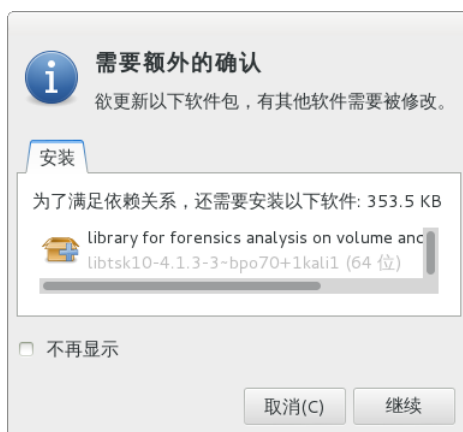 需要额外的确认
欲更新以下软件包，有其他软件需要被修改。
安装
为了满足依赖关系，还需要安装以下软件: 353.5 KB
library for forensics analysis on volume and
libtsk10-4.1.3-3~bpo70+1kali1 (64 位)
不再显示
取消(C)
继续